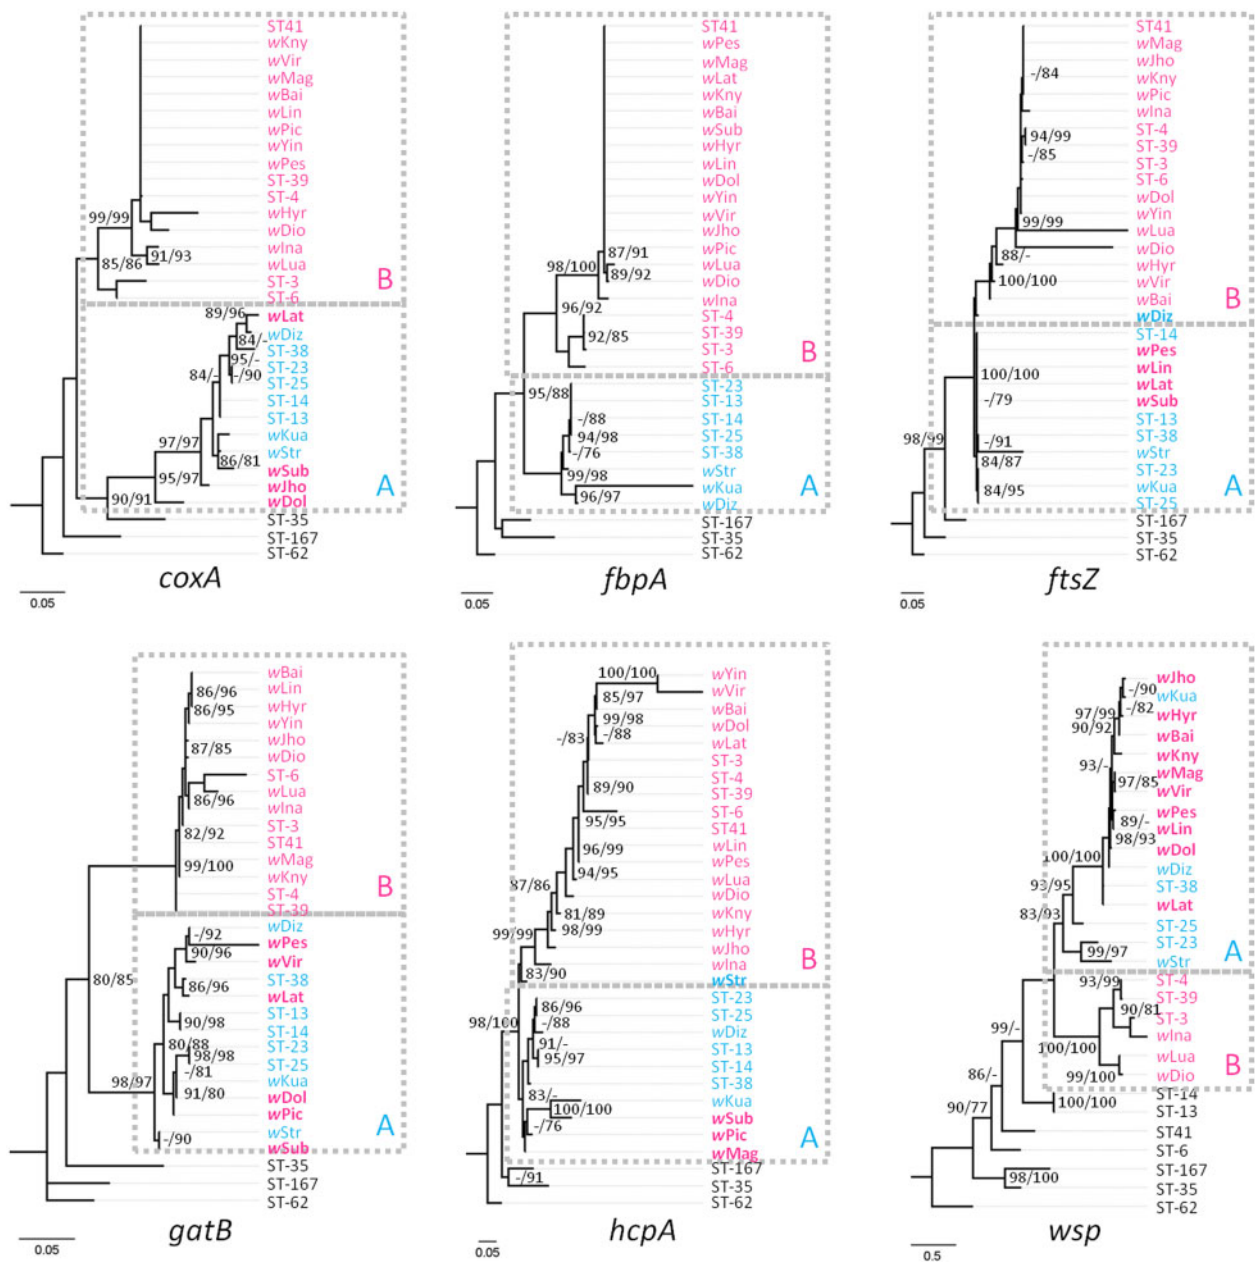 ST41
wKny
wVir
wMag
wBai
wLin
wPic
wYin
wPes
ST-39
ST-4
wHyr
99/99
wDio
wIna
91/93
85/86
wLua
ST-3
B
ST-6
89/96
wLat
wDiz
84/-
ST-38
95/-
ST-23
84/-
-/90
ST-25
ST-14
ST-13
wKua
97/97
wStr
86/81
wSub
95/97
wJho
A
90/91
wDol
ST-35
ST-167
ST-62
coxA
0.05
ST41
wPes
wMag
wLat
wKny
wBai
wSub
wHyr
wLin
wDol
wYin
wVir
wJho
87/91
wPic
98/100
wLua
89/92
wDio
96/92
wIna
ST-4
92/85
ST-39
ST-3
B
ST-6
95/88
ST-23
ST-13
-/88
ST-14
94/98
ST-25
-/76
ST-38
99/98
wStr
wKua
A
96/97
wDiz
ST-167
ST-35
ST-62
fbpA
0.05
ST41
wMag
wJho
-/84
wKny
wPic
wIna
94/99
ST-4
ST-39
-/85
ST-3
ST-6
wDol
wYin
99/99
wLua
wDio
88/-
wHyr
100/100
wVir
B
wBai
wDiz
ST-14
wPes
100/100
wLin
wLat
-/79
wSub
ST-13
98/99
-/91
ST-38
84/87
wStr
ST-23
84/95
wKua
A
ST-25
ST-167
ST-35
ST-62
ftsZ
0.05
wBai
86/96
wLin
86/95
wHyr
wYin
87/85
wJho
wDio
ST-6
86/96
wLua
wIna
82/92
ST-3
ST41
99/100
wMag
wKny
B
ST-4
ST-39
wDiz
-/92
wPes
90/96
wVir
80/85
ST-38
86/96
wLat
90/98
ST-13
ST-14
80/88
ST-23
98/98
ST-25
-/81
98/97
wKua
91/80
wDol
wPic
A
-/90
wStr
wSub
ST-35
ST-167
ST-62
gatB
0.05
100/100
wYin
85/97
wVir
wBai
99/98
wDol
-/83
-/88
wLat
ST-3
89/90
ST-4
ST-39
ST-6
95/95
ST41
96/99
wLin
wPes
94/95
87/86
wLua
wDio
81/89
wKny
98/99
wHyr
99/99
wJho
B
wIna
83/90
wStr
86/96
ST-23
ST-25
98/100
-/88
wDiz
91/-
ST-13
95/97
ST-14
ST-38
83/-
wKua
100/100
wSub
-/76
wPic
A
wMag
ST-167
-/91
ST-35
ST-62
hcpA
0.05
wJho
-/90
wKua
-/82
97/99
wHyr
90/92
wBai
wKny
93/-
wMag
97/85
wVir
wPes
89/-
wLin
98/93
wDol
100/100
wDiz
93/95
ST-38
wLat
83/93
ST-25
ST-23
99/97
A
wStr
93/99
ST-4
ST-39
90/81
ST-3
99/-
wIna
100/100
wLua
B
99/100
wDio
86/-
ST-14
100/100
ST-13
90/77
ST41
ST-6
ST-167
98/100
ST-35
ST-62
wsp
0.5